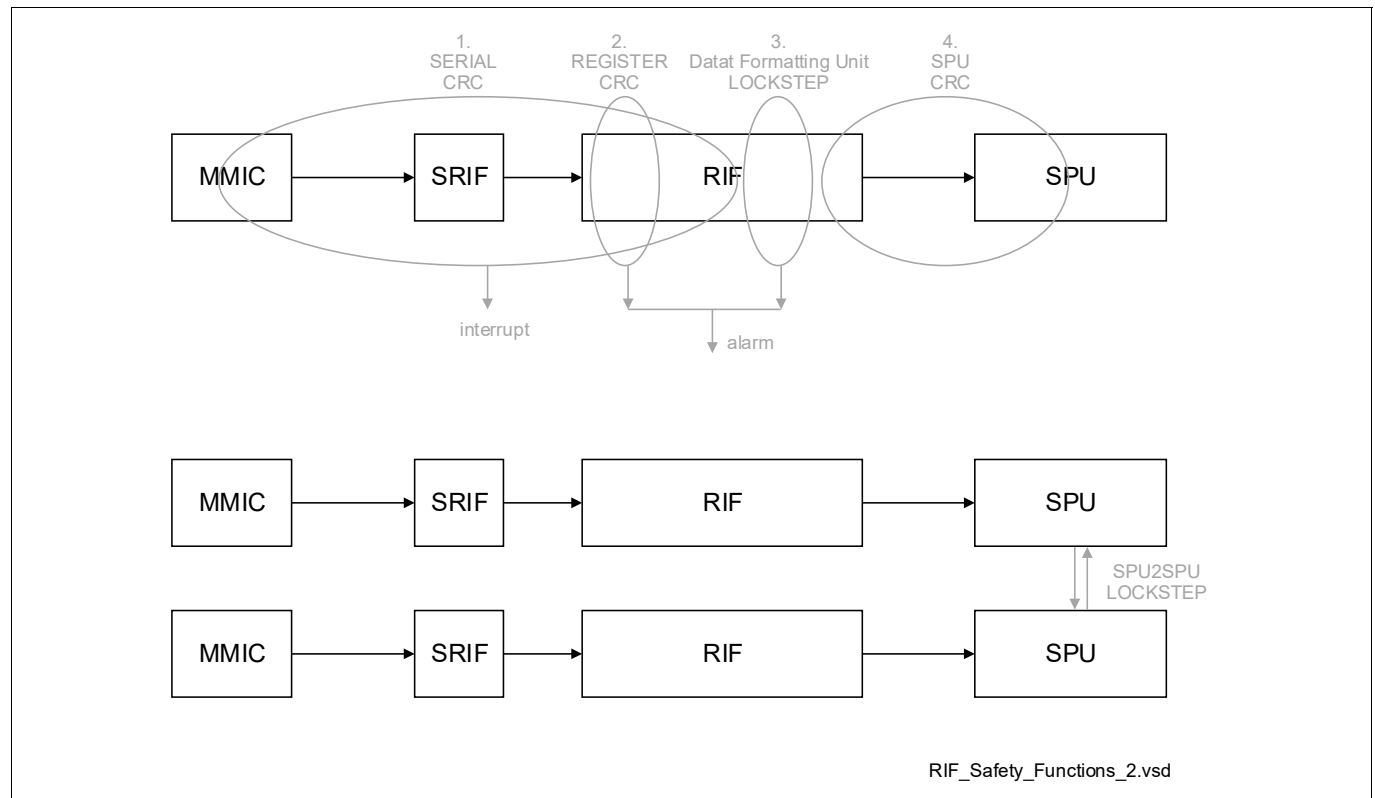 1.
SERIAL
CRC
2.
REGISTER
CRC
3.
Datat Formatting Unit
LOCKSTEP
4.
SPU
CRC
MMIC
SRIF
RIF
SPU
interrupt
alarm
MMIC
SRIF
RIF
SPU
SPU2SPU
LOCKSTEP
MMIC
SRIF
RIF
SPU
RIF_Safety_Functions_2.vsd